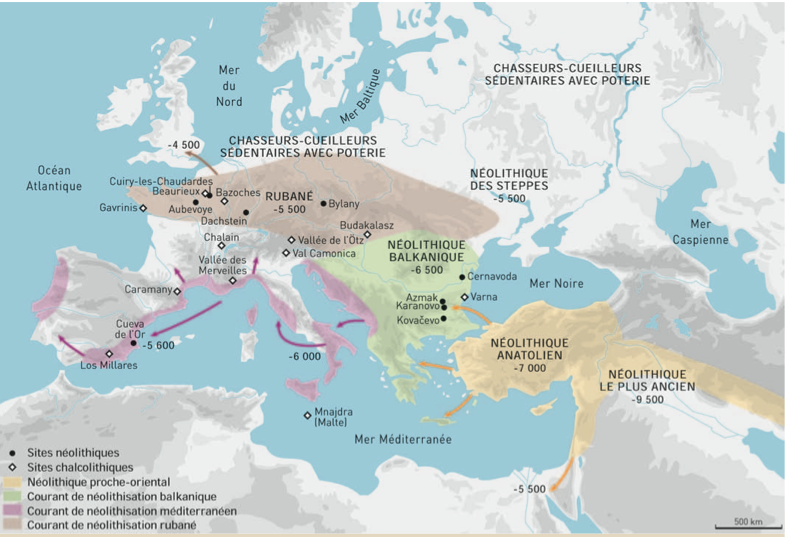 Mer
du
Nord
Mer Baltique
CHASSEURS-CUEILLEURS
SÉDENTAIRES AVEC POTERIE
-4 500
CHASSEURS-CUEILLEURS
SÉDENTAIRES AVEC POTERIE
Océan
Atlantique
NÉOLITHIQUE
DES STEPPES
-5 500
Cuiry-les-Chaudardes
Beaurieux
Bazoches
Gavrinis
Aubevoye
Dachstein
RUBANÉ
-5 500
Bylany
Budakalasz
Chalain
Vallée de l'Ötz
Val Camonica
Vallée des
Merveilles
NÉOLITHIQUE
BALKANIQUE
-6 500
Mer
Caspienne
Cernavoda
Mer Noire
Caramany
Azmak
Karanovo
Varna
Kovačevo
Cueva
de l'Or
-5 600
Los Millares
-6 000
NÉOLITHIQUE
ANATOLIEN
-7 000
NÉOLITHIQUE
LE PLUS ANCIEN
-9 500
Mnajdra
(Malte)
Mer Méditerranée
-5 500
Sites néolithiques
Sites chalcolithiques
Néolithique proche-oriental
Courant de néolithisation balkanique
Courant de néolithisation méditerranéen
Courant de néolithisation rubané
500 km